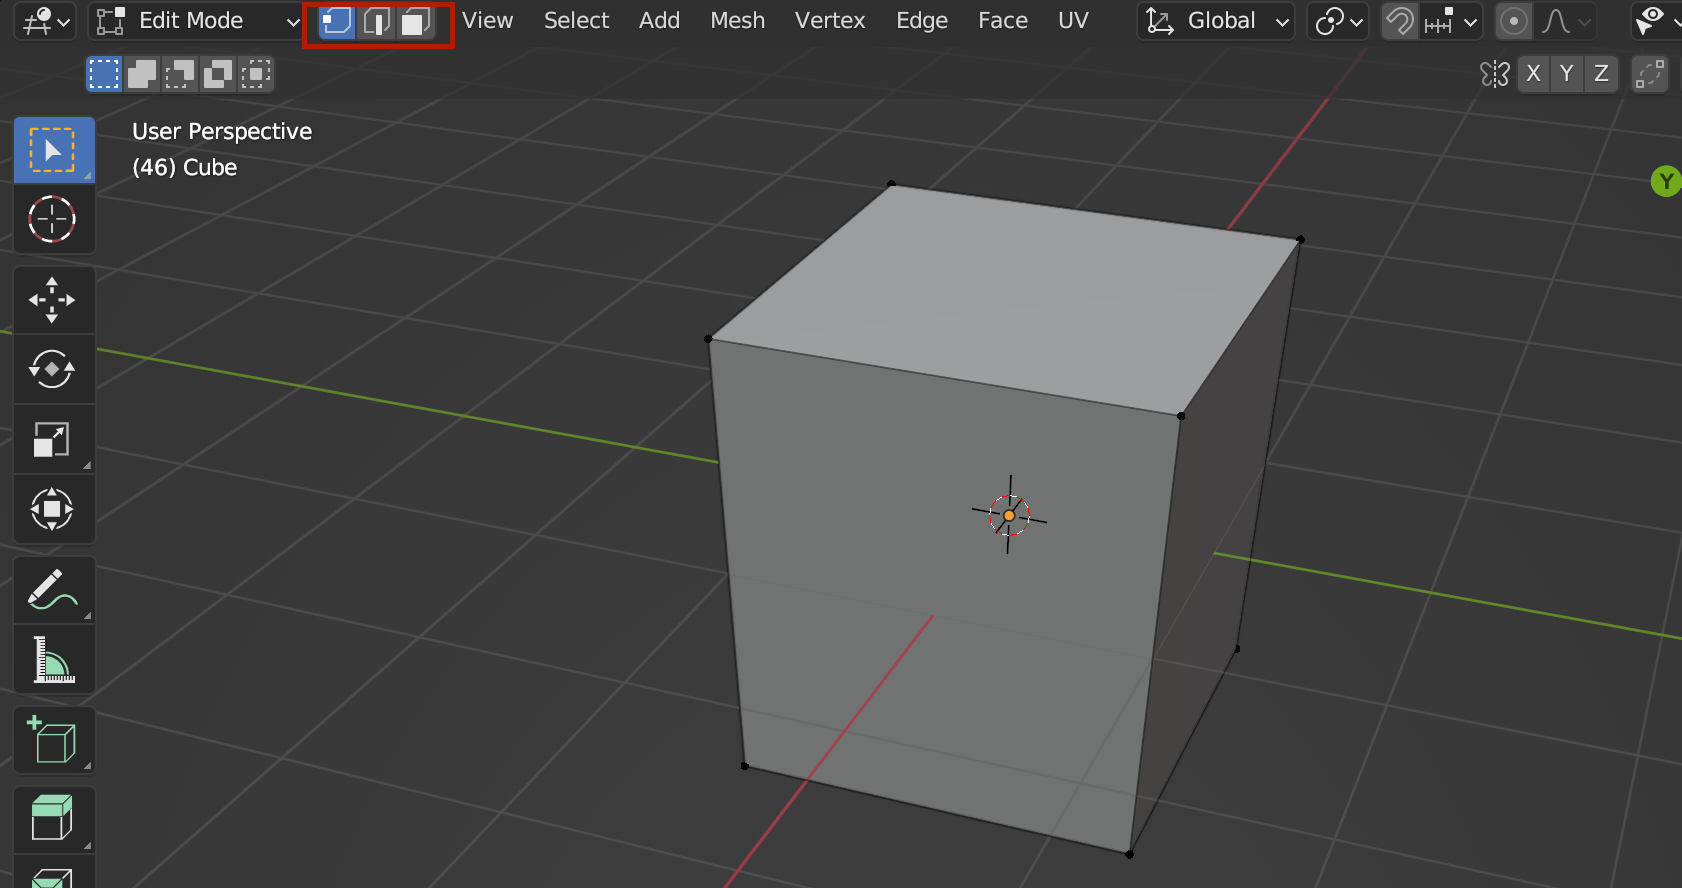 Edit Mode View Select Add Mesh Vertex Edge Face UV Global
X Y Z
User Perspective
(46) Cube
Y